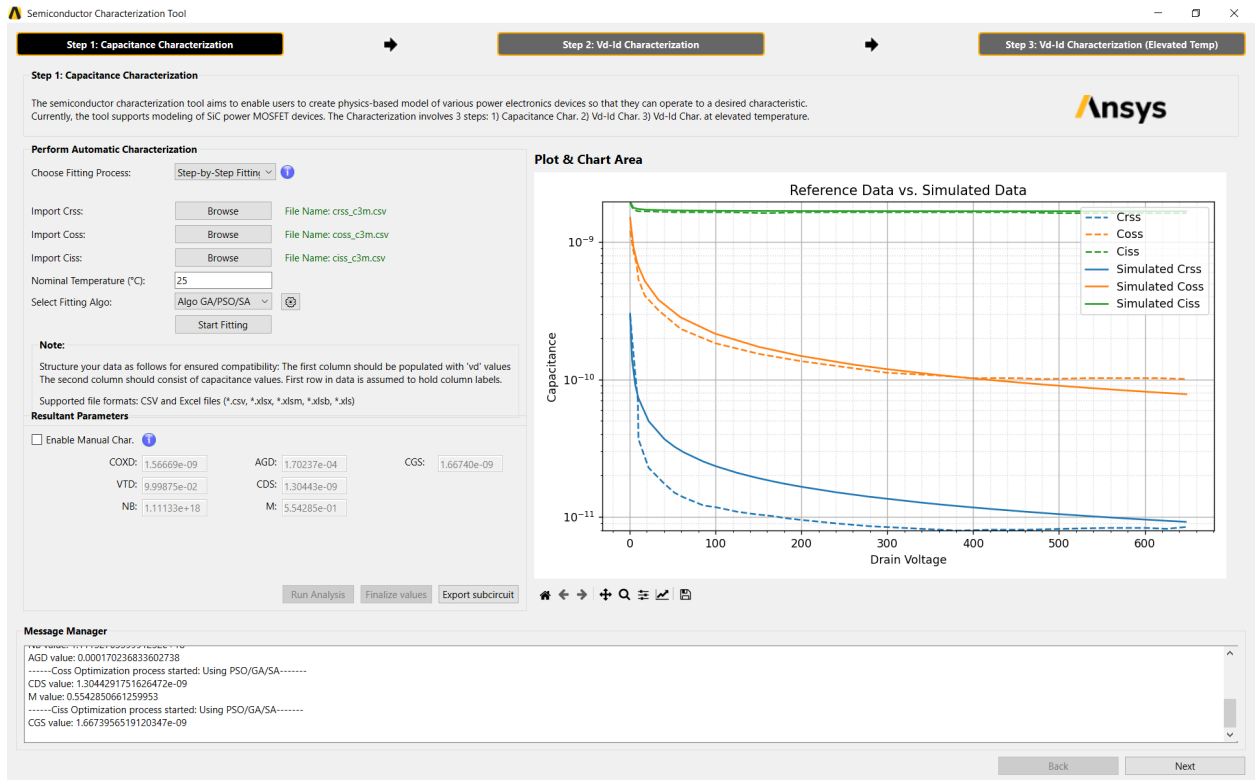 Semiconductor Characterization Tool
Step 1: Capacitance Characterization
Step 2: Vd-Id Characterization
Step 3: Vd-Id Characterization (Elevated Temp)
Step 1: Capacitance Characterization
The semiconductor characterization tool aims to enable users to create physics-based model of various power electronics devices so that they can operate to a desired characteristic.
Currently, the tool supports modeling of SiC power MOSFET devices. The Characterization involves 3 steps: 1) Capacitance Char. 2) Vd-Id Char. 3) Vd-Id Char. at elevated temperature.
Ansys
Perform Automatic Characterization
Choose Fitting Process: Step-by-Step Fitting
Import Crss: Browse File Name: crss_c3m.csv
Import Coss: Browse File Name: coss_c3m.csv
Import Ciss: Browse File Name: ciss_c3m.csv
Nominal Temperature (°C): 25
Select Fitting Algo: Algo GA/PSO/SA
Start Fitting
Note:
Structure your data as follows for ensured compatibility: The first column should be populated with 'vd' values
The second column should consist of capacitance values. First row in data is assumed to hold column labels.
Supported file formats: CSV and Excel files (*.csv, *.xlsx, *.xlsm, *.xlsb, *.xls)
Resultant Parameters
Enable Manual Char.
COXD: 1.56669e-09 AGD: 1.70237e-04 CGS: 1.66740e-09
VTD: 9.99875e-02 CDS: 1.30443e-09
NB: 1.11133e+18 M: 5.54285e-01
Run Analysis Finalize values Export subcircuit
Plot & Chart Area
Reference Data vs. Simulated Data
Crss
Coss
Ciss
Simulated Crss
Simulated Coss
Simulated Ciss
Capacitance
10⁻⁹
10⁻¹⁰
10⁻¹¹
0 100 200 300 400 500 600
Drain Voltage
Message Manager
AGD value: 0.000170236833602738
------Coss Optimization process started: Using PSO/GA/SA-------
CDS value: 1.3044291751626472e-09
M value: 0.5542850661259953
------Ciss Optimization process started: Using PSO/GA/SA-------
CGS value: 1.6673956519120347e-09
Back Next